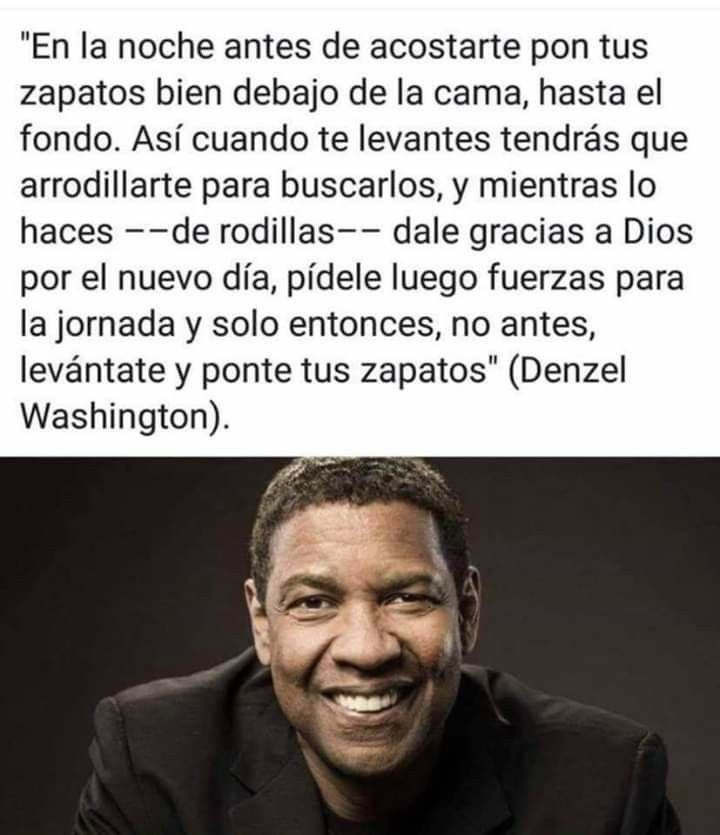 "En la noche antes de acostarte pon tus
zapatos bien debajo de la cama, hasta el
fondo. Así cuando te levantes tendrás que
arrodillarte para buscarlos, y mientras lo
haces --de rodillas-- dale gracias a Dios
por el nuevo día, pídele luego fuerzas para
la jornada y solo entonces, no antes,
levántate y ponte tus zapatos" (Denzel
Washington).